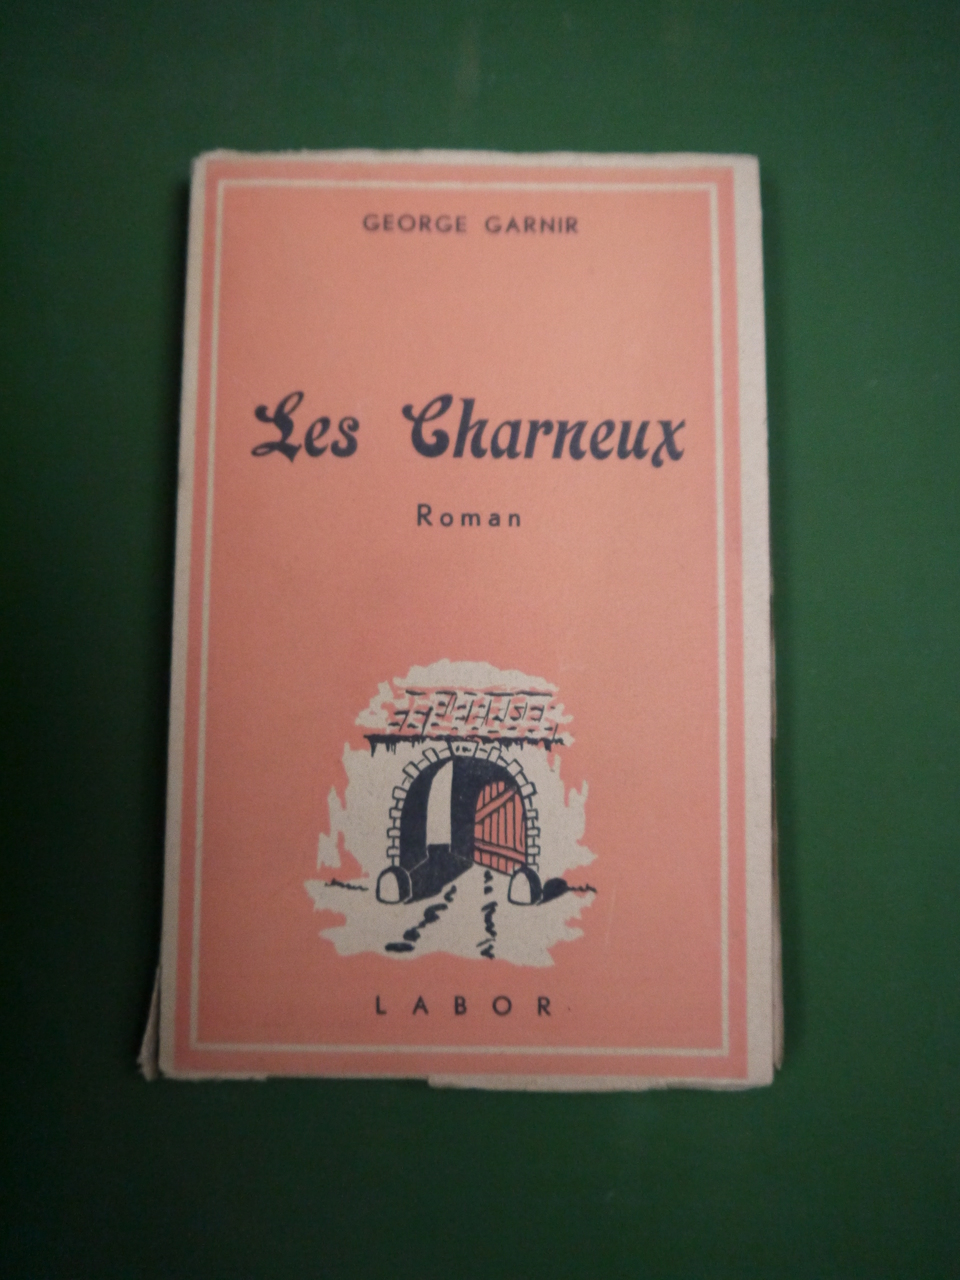 GEORGE GARNIR
Les Charneux
Roman
LABOR